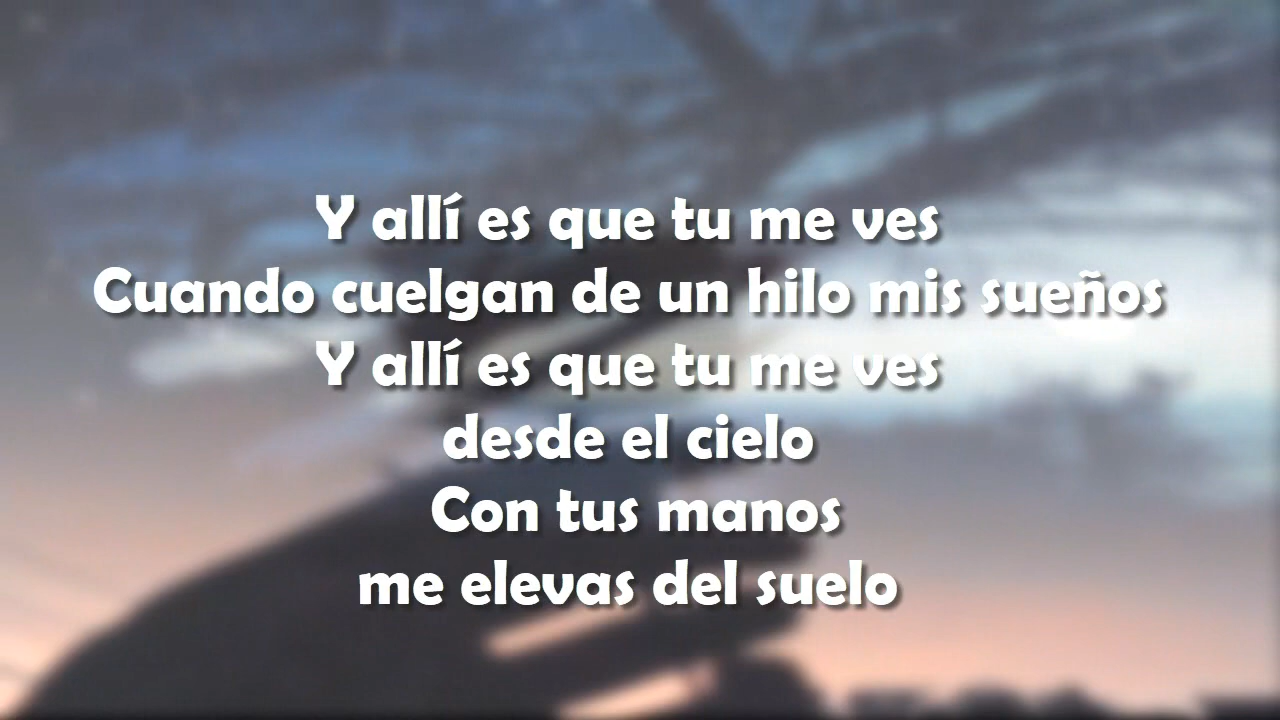 Y allí es que tu me ves
Cuando cuelgan de un hilo mis sueños
Y allí es que tu me ves
desde el cielo
Con tus manos
me elevas del suelo